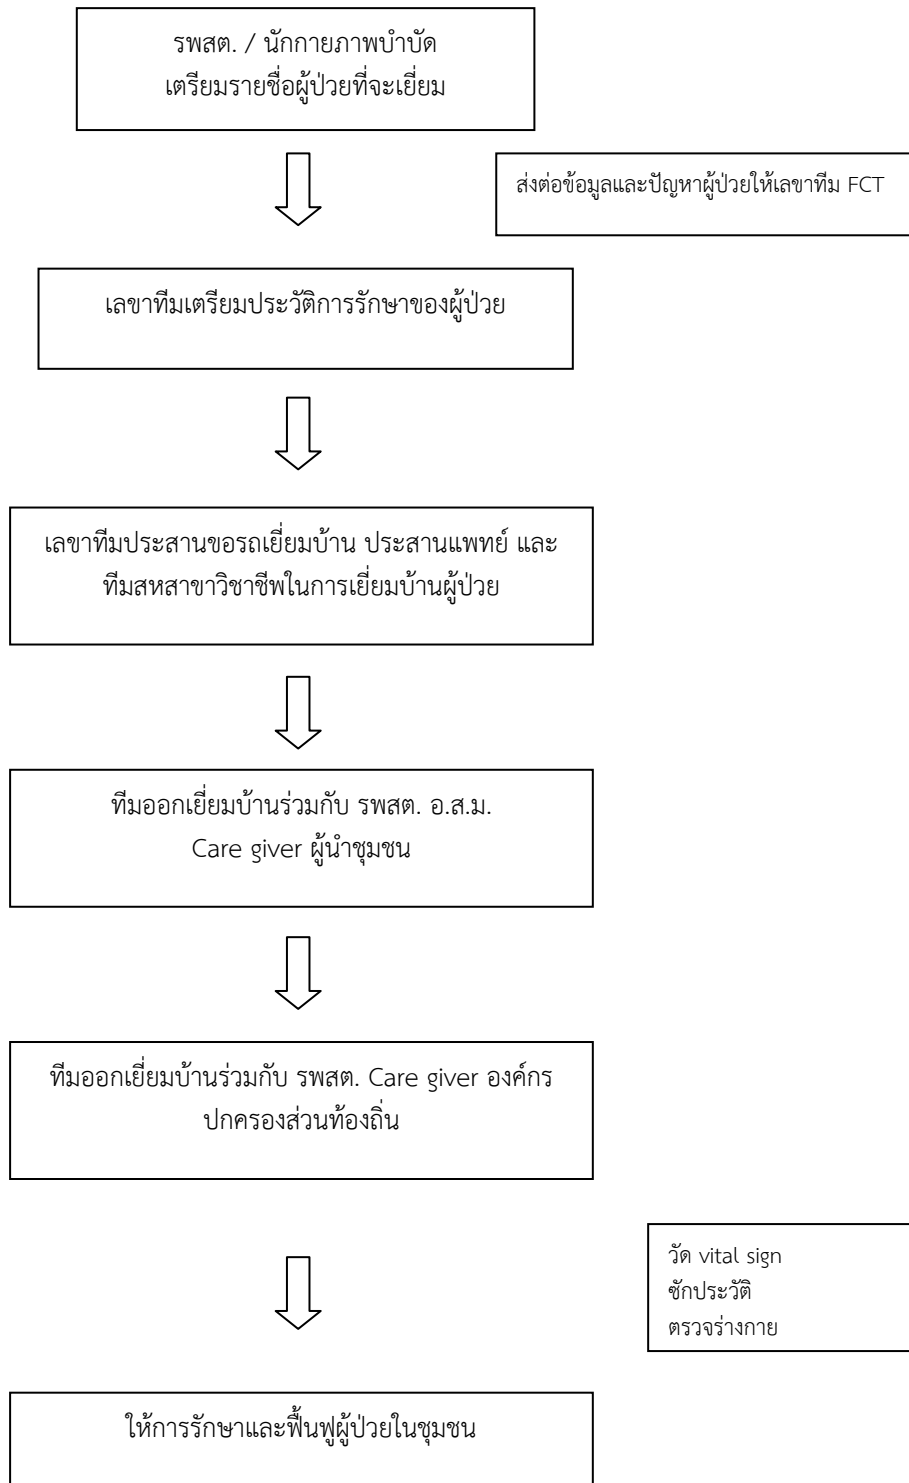 รพสต. / นักกายภาพบำบัด
เตรียมรายชื่อผู้ป่วยที่จะเยี่ยม
ส่งต่อข้อมูลและปัญหาผู้ป่วยให้เลขาทีม FCT
เลขาทีมเตรียมประวัติการรักษาของผู้ป่วย
เลขาทีมประสานขอรถเยี่ยมบ้าน ประสานแพทย์ และ
ทีมสหสาขาวิชาชีพในการเยี่ยมบ้านผู้ป่วย
ทีมออกเยี่ยมบ้านร่วมกับ รพสต. อ.ส.ม.
Care giver ผู้นำชุมชน
ทีมออกเยี่ยมบ้านร่วมกับ รพสต. Care giver องค์กร
ปกครองส่วนท้องถิ่น
วัด vital sign
ซักประวัติ
ตรวจร่างกาย
ให้การรักษาและฟื้นฟูผู้ป่วยในชุมชน